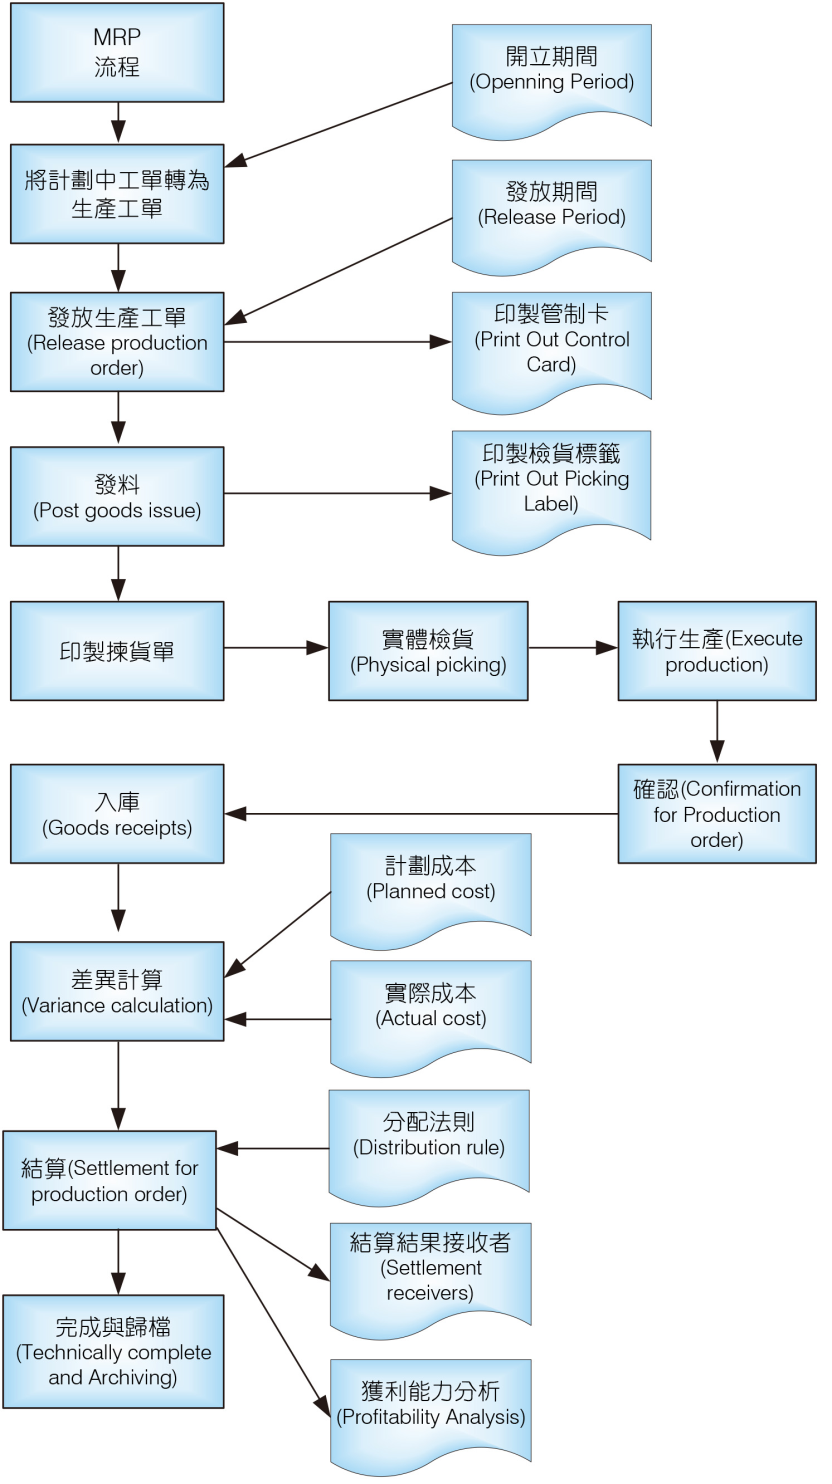 MRP
流程
開立期間
(Openning Period)
將計劃中工單轉為
生產工單
發放期間
(Release Period)
發放生產工單
(Release production
order)
印製管制卡
(Print Out Control
Card)
發料
(Post goods issue)
印製檢貨標籤
(Print Out Picking
Label)
印製揀貨單
實體檢貨
(Physical picking)
執行生產(Execute
production)
確認(Confirmation
for Production
order)
入庫
(Goods receipts)
計劃成本
(Planned cost)
差異計算
(Variance calculation)
實際成本
(Actual cost)
分配法則
(Distribution rule)
結算(Settlement for
production order)
結算結果接收者
(Settlement
receivers)
完成與歸檔
(Technically complete
and Archiving)
獲利能力分析
(Profitability Analysis)